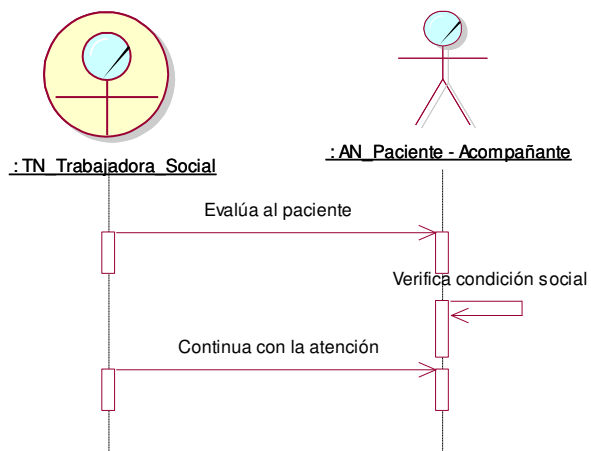 : TN_Trabajadora_Social
: AN_Paciente - Acompañante
Evalúa al paciente
Verifica condición social
Continua con la atención